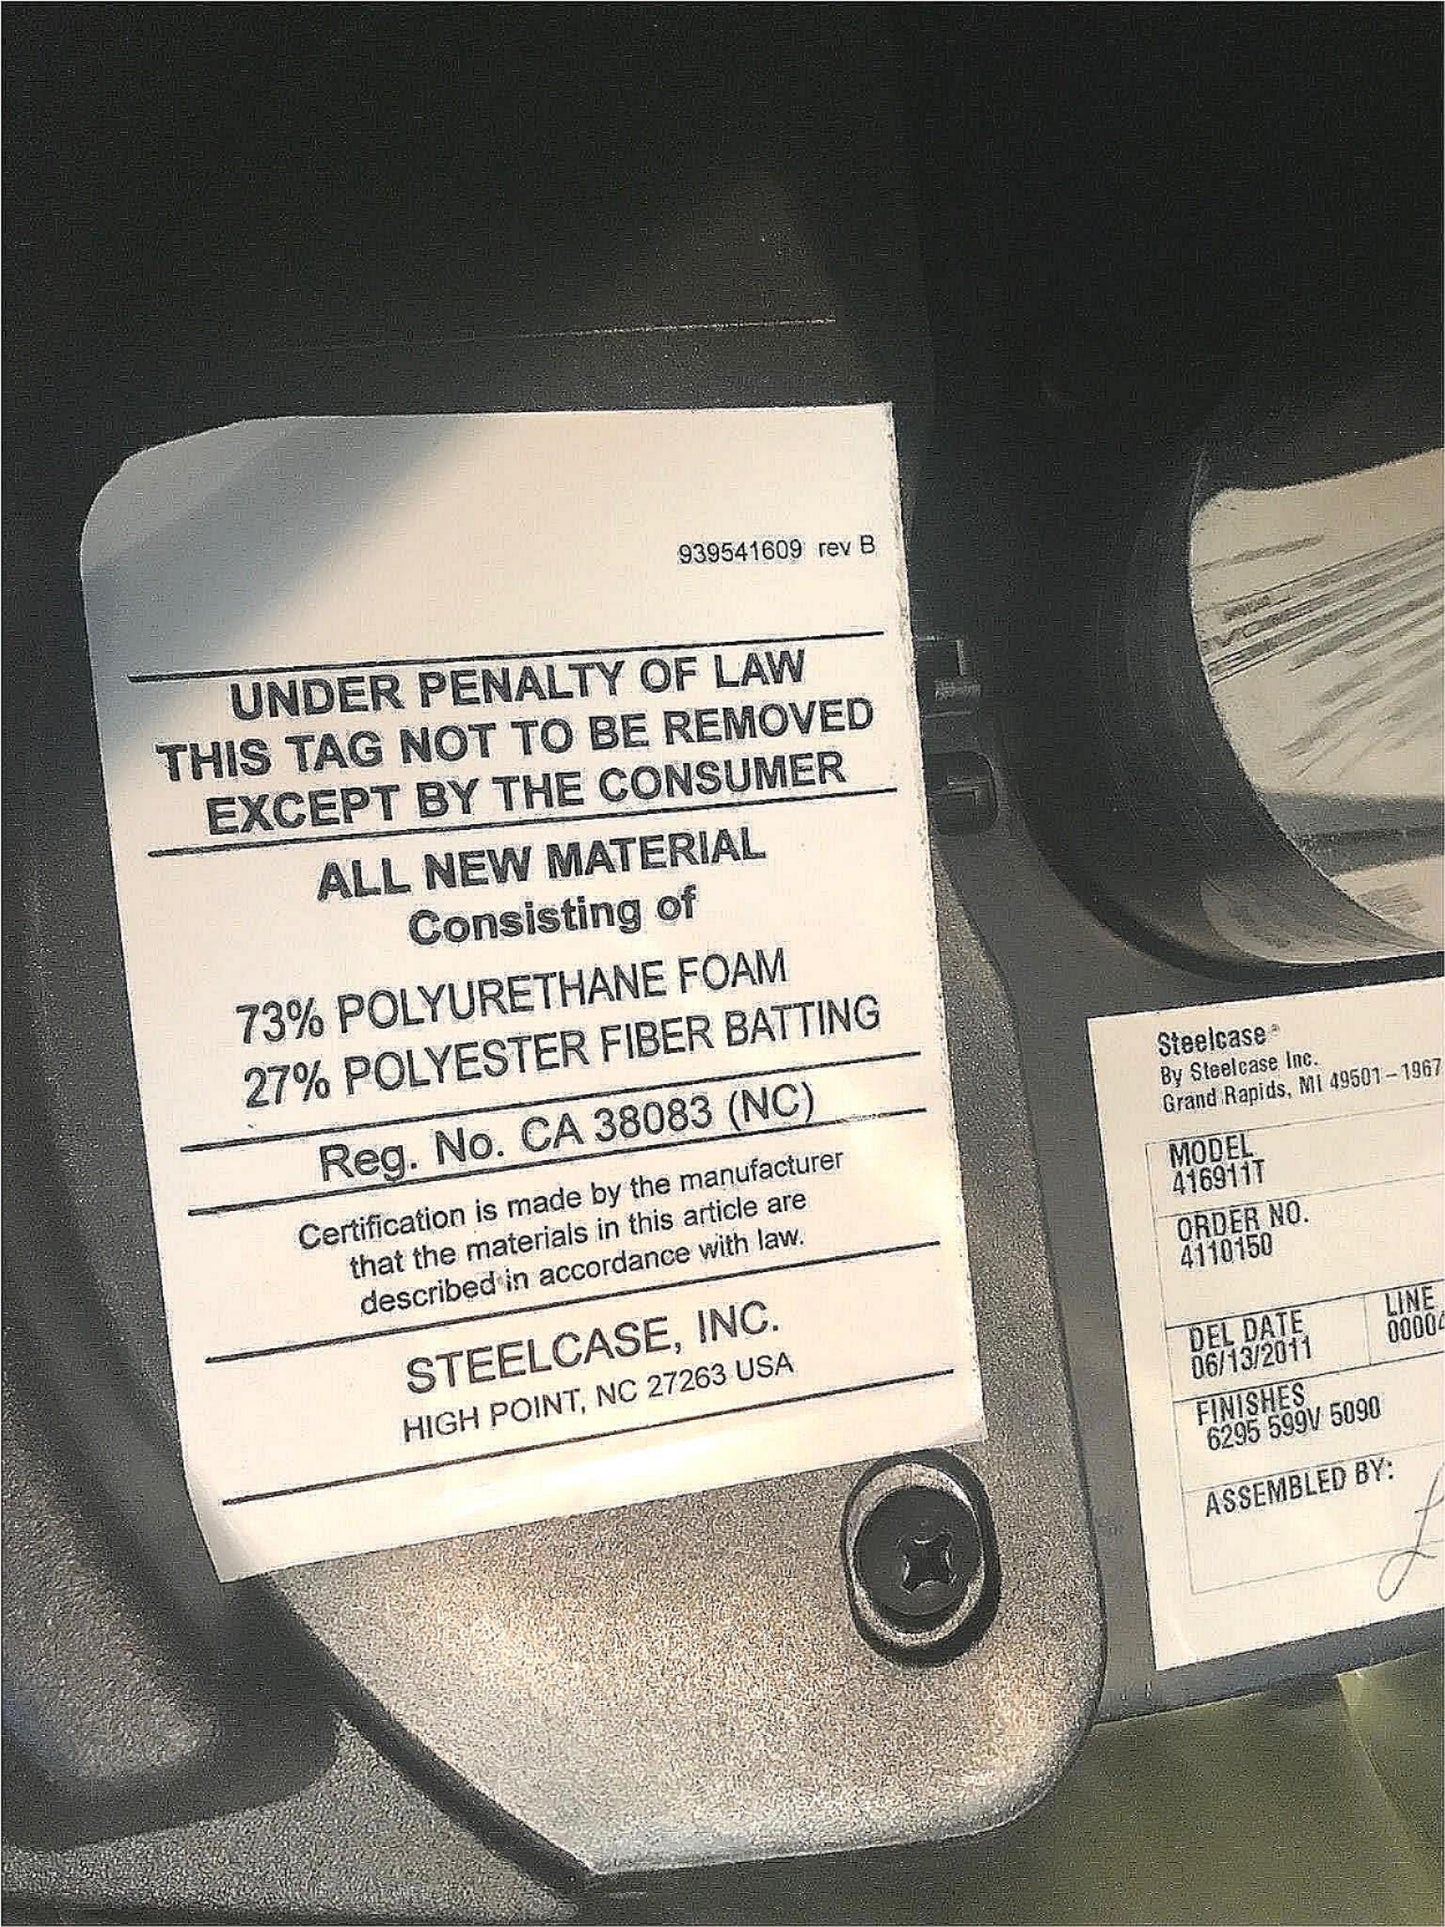 939541609 rev B
UNDER PENALTY OF LAW
THIS TAG NOT TO BE REMOVED
EXCEPT BY THE CONSUMER
ALL NEW MATERIAL
Consisting of
73% POLYURETHANE FOAM
27% POLYESTER FIBER BATTING
Reg. No. CA 38083 (NC)
Certification is made by the manufacturer
that the materials in this article are
described in accordance with law.
STEELCASE, INC.
HIGH POINT, NC 27263 USA
Steelcase
By Steelcase Inc.
Grand Rapids, MI 49501-1967
MODEL
416911T
ORDER NO.
4110150
DEL DATE
06/13/2011
LINE
00004
FINISHES
6295 599V 5090
ASSEMBLED BY: